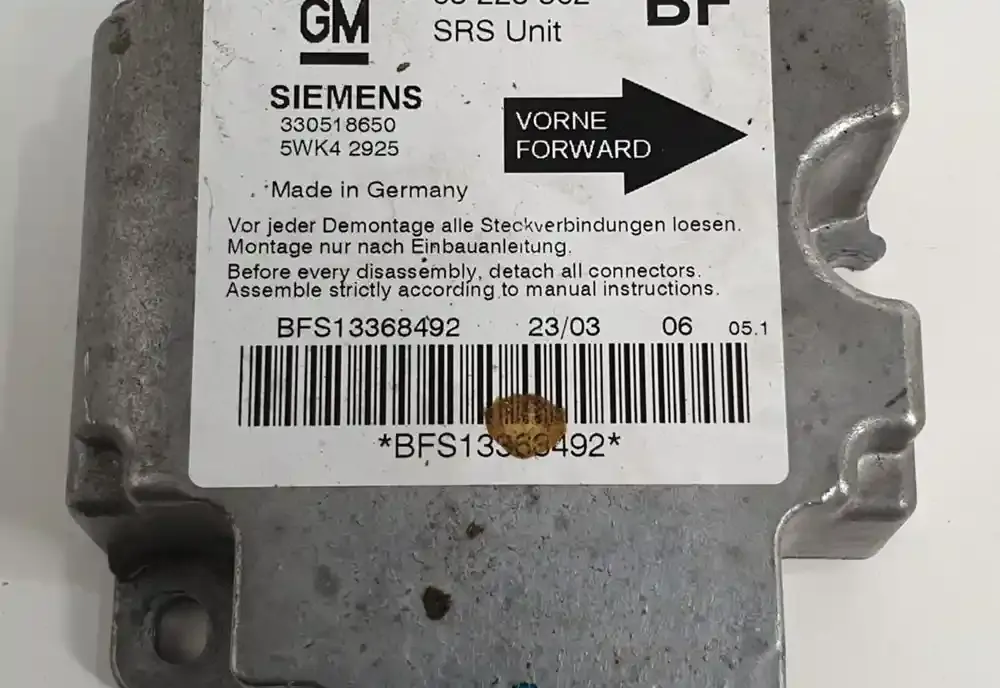 GM
SRS Unit
BF
SIEMENS
330518650
5WK4 2925
VORNE
FORWARD
Made in Germany
Vor jeder Demontage alle Steckverbindungen loesen.
Montage nur nach Einbauanleitung.
Before every disassembly, detach all connectors.
Assemble strictly according to manual instructions.
BFS13368492 23/03 06 05.1
*BFS13368492*